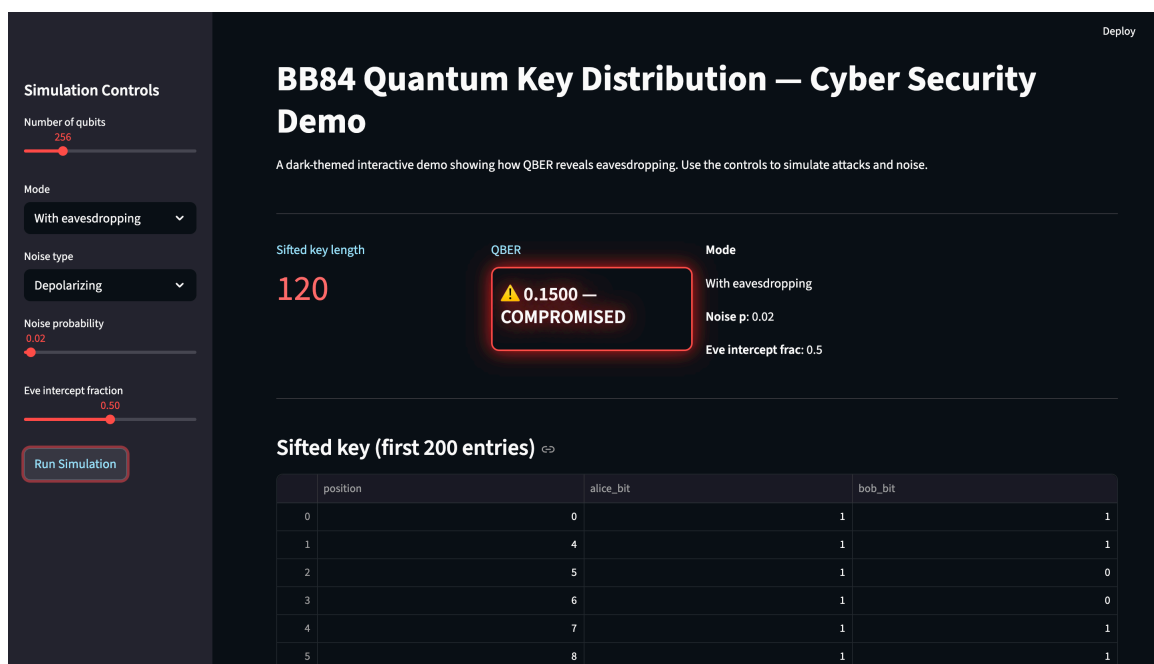 Deploy
Simulation Controls
Number of qubits
256
Mode
With eavesdropping
Noise type
Depolarizing
Noise probability
0.02
Eve intercept fraction
0.50
Run Simulation
BB84 Quantum Key Distribution — Cyber Security
Demo
A dark-themed interactive demo showing how QBER reveals eavesdropping. Use the controls to simulate attacks and noise.
Sifted key length
120
QBER
⚠️ 0.1500 —
COMPROMISED
Mode
With eavesdropping
Noise p: 0.02
Eve intercept frac: 0.5
Sifted key (first 200 entries)
position alice_bit bob_bit
0 0 1 1
1 4 1 1
2 5 1 0
3 6 1 0
4 7 1 1
5 8 1 1